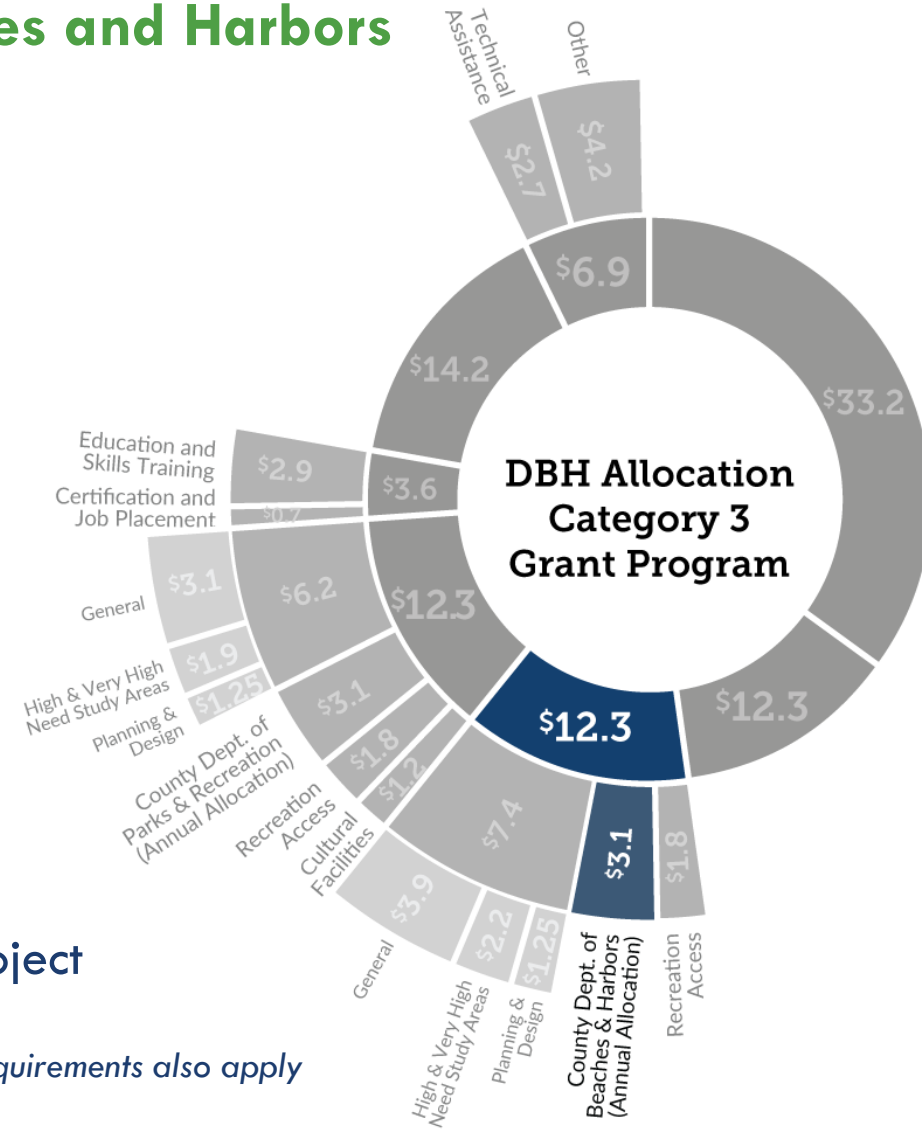 es and Harbors
Technical
Assistance
Other
$2.7
$4.2
$6.9
$14.2
$33.2
Education and
Skills Training
$2.9
$3.6
Certification and
Job Placement
$0.7
DBH Allocation
Category 3
Grant Program
General
$3.1
$6.2
$12.3
High & Very High
Need Study Areas
$1.9
Planning &
Design
$1.25
County Dept. of
Parks & Recreation
(Annual Allocation)
$3.1
Recreation
Access
$1.8
Cultural
Facilities
$1.2
$12.3
$12.3
$7.4
$3.1
$1.8
$3.9
$2.2
$1.25
General
High & Very High
Need Study Areas
Planning &
Design
County Dept. of
Beaches & Harbors
(Annual Allocation)
Recreation
Access
oject
quirements also apply